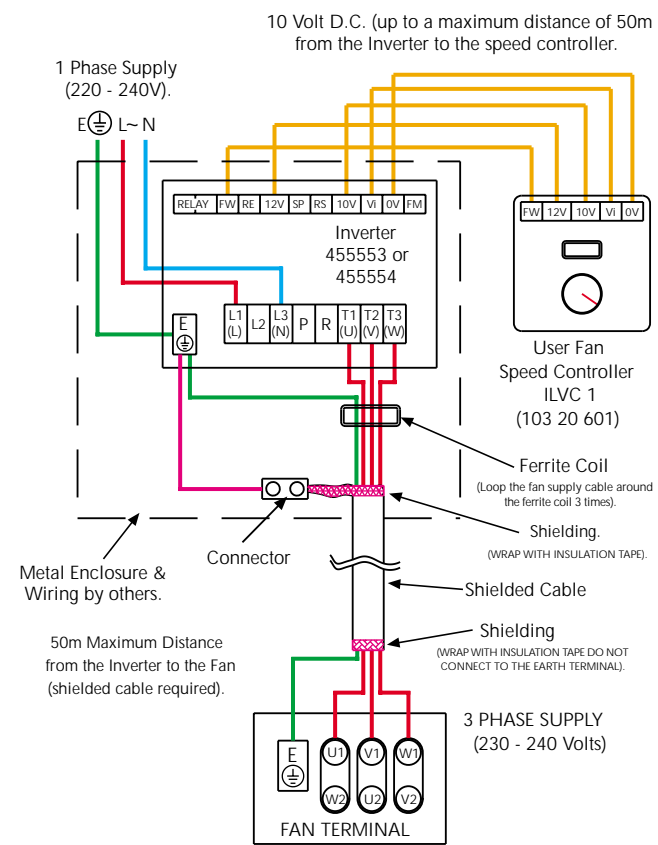 10 Volt D.C. (up to a maximum distance of 50m
from the Inverter to the speed controller.
1 Phase Supply
(220 - 240V).
E L~ N
RELAY FW RE 12V SP RS 10V Vi 0V FM
Inverter
455553 or
455554
L1 (L) L2 L3 (N) P R T1 (U) T2 (V) T3 (W)
E
FW 12V 10V Vi 0V
User Fan
Speed Controller
ILVC 1
(103 20 601)
Ferrite Coil
(Loop the fan supply cable around
the ferrite coil 3 times).
Shielding.
(WRAP WITH INSULATION TAPE).
Connector
Metal Enclosure &
Wiring by others.
Shielded Cable
50m Maximum Distance
from the Inverter to the Fan
(shielded cable required).
Shielding
(WRAP WITH INSULATION TAPE DO NOT
CONNECT TO THE EARTH TERMINAL).
3 PHASE SUPPLY
(230 - 240 Volts)
E U1 V1 W1
W2 U2 V2
FAN TERMINAL